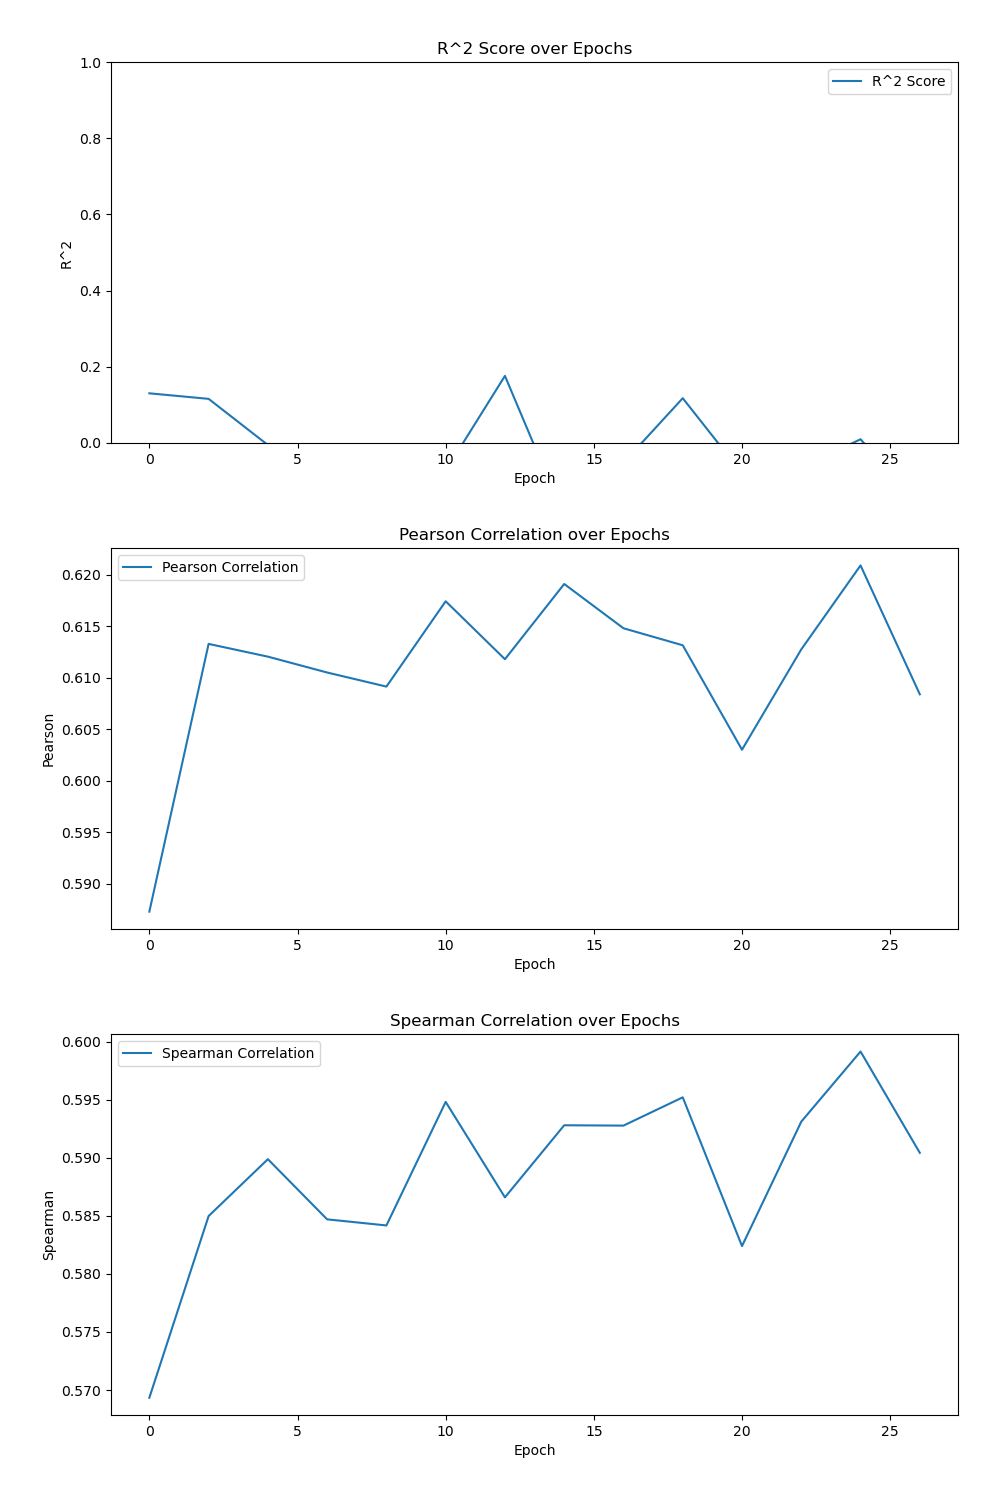 R^2 Score over Epochs
1.0
R^2 Score
0.8
0.6
R^2
0.4
0.2
0.0
0 5 10 15 20 25
Epoch
Pearson Correlation over Epochs
Pearson Correlation
0.620
0.615
0.610
0.605
Pearson
0.600
0.595
0.590
0 5 10 15 20 25
Epoch
Spearman Correlation over Epochs
0.600
Spearman Correlation
0.595
0.590
0.585
Spearman
0.580
0.575
0.570
0 5 10 15 20 25
Epoch